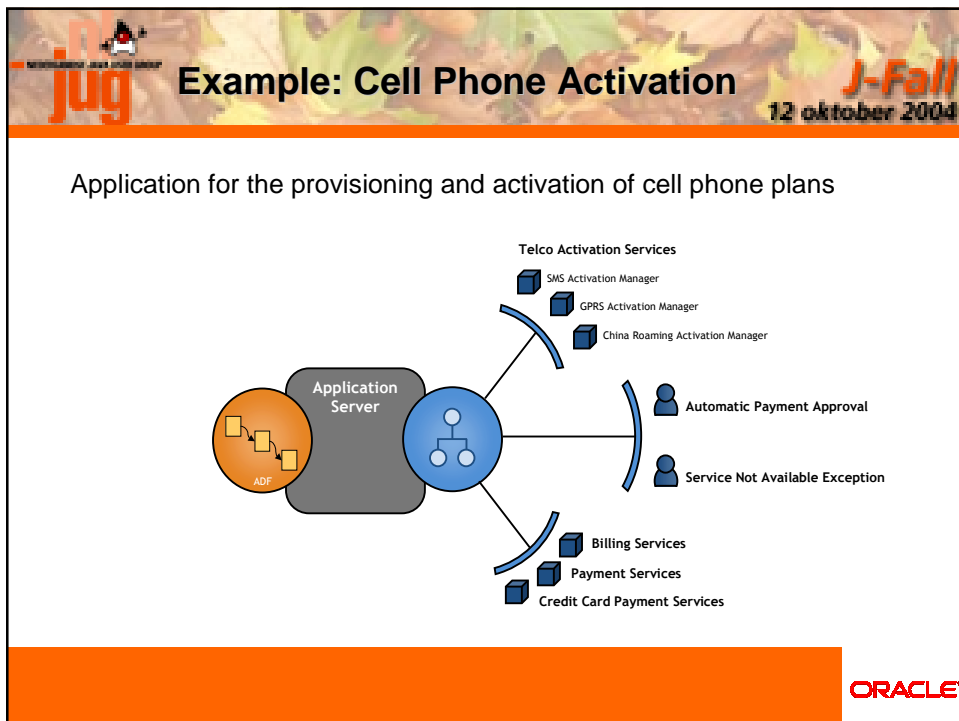 nl
jug
Example: Cell Phone Activation
J-Fall
12 oktober 2004
Application for the provisioning and activation of cell phone plans
Telco Activation Services
SMS Activation Manager
GPRS Activation Manager
China Roaming Activation Manager
Application
Server
ADF
Automatic Payment Approval
Service Not Available Exception
Billing Services
Payment Services
Credit Card Payment Services
ORACLE